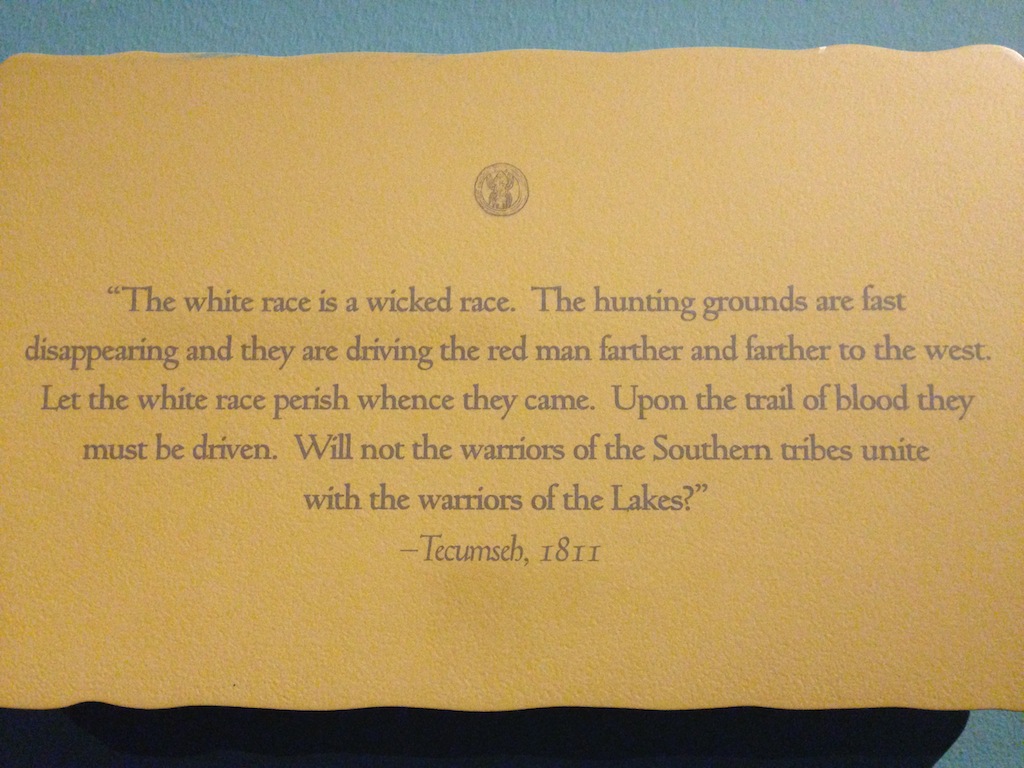 “The white race is a wicked race. The hunting grounds are fast
disappearing and they are driving the red man farther and farther to the west.
Let the white race perish whence they came. Upon the trail of blood they
must be driven. Will not the warriors of the Southern tribes unite
with the warriors of the Lakes?”
–Tecumseh, 1811